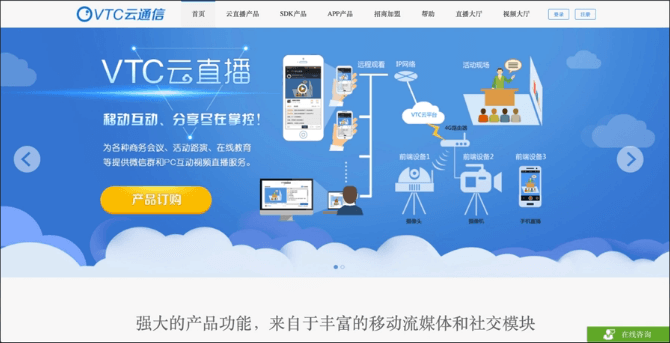 VTC云通信
首页 云直播产品 SDK产品 APP产品 招商加盟 帮助 直播大厅 视频大厅 登录 注册
VTC云直播
移动互动、分享尽在掌控!
为各种商务会议、活动路演、在线教育
等提供微信群和PC互动视频直播服务。
产品订购
远程观看
IP网络
活动现场
VTC云平台
4G路由器
前端设备1
前端设备2
前端设备3
摄像头
摄像机
手机直播
强大的产品功能，来自于丰富的移动流媒体和社交模块
在线咨询